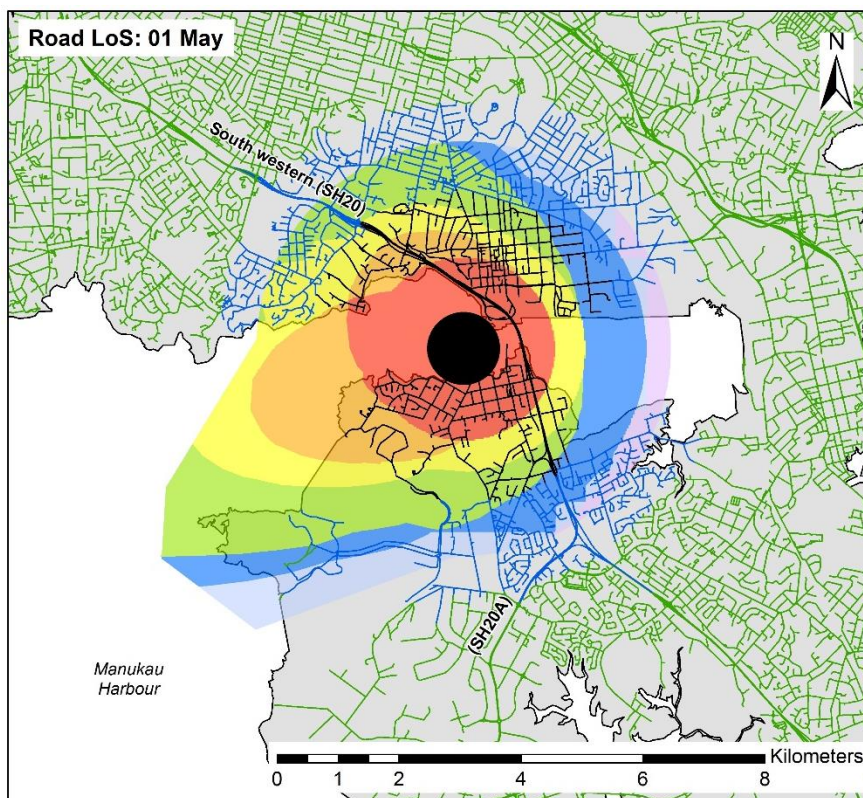 Road LoS: 01 May
N
South western (SH20)
(SH20A)
Manukau
Harbour
Kilometers
0 1 2 4 6 8